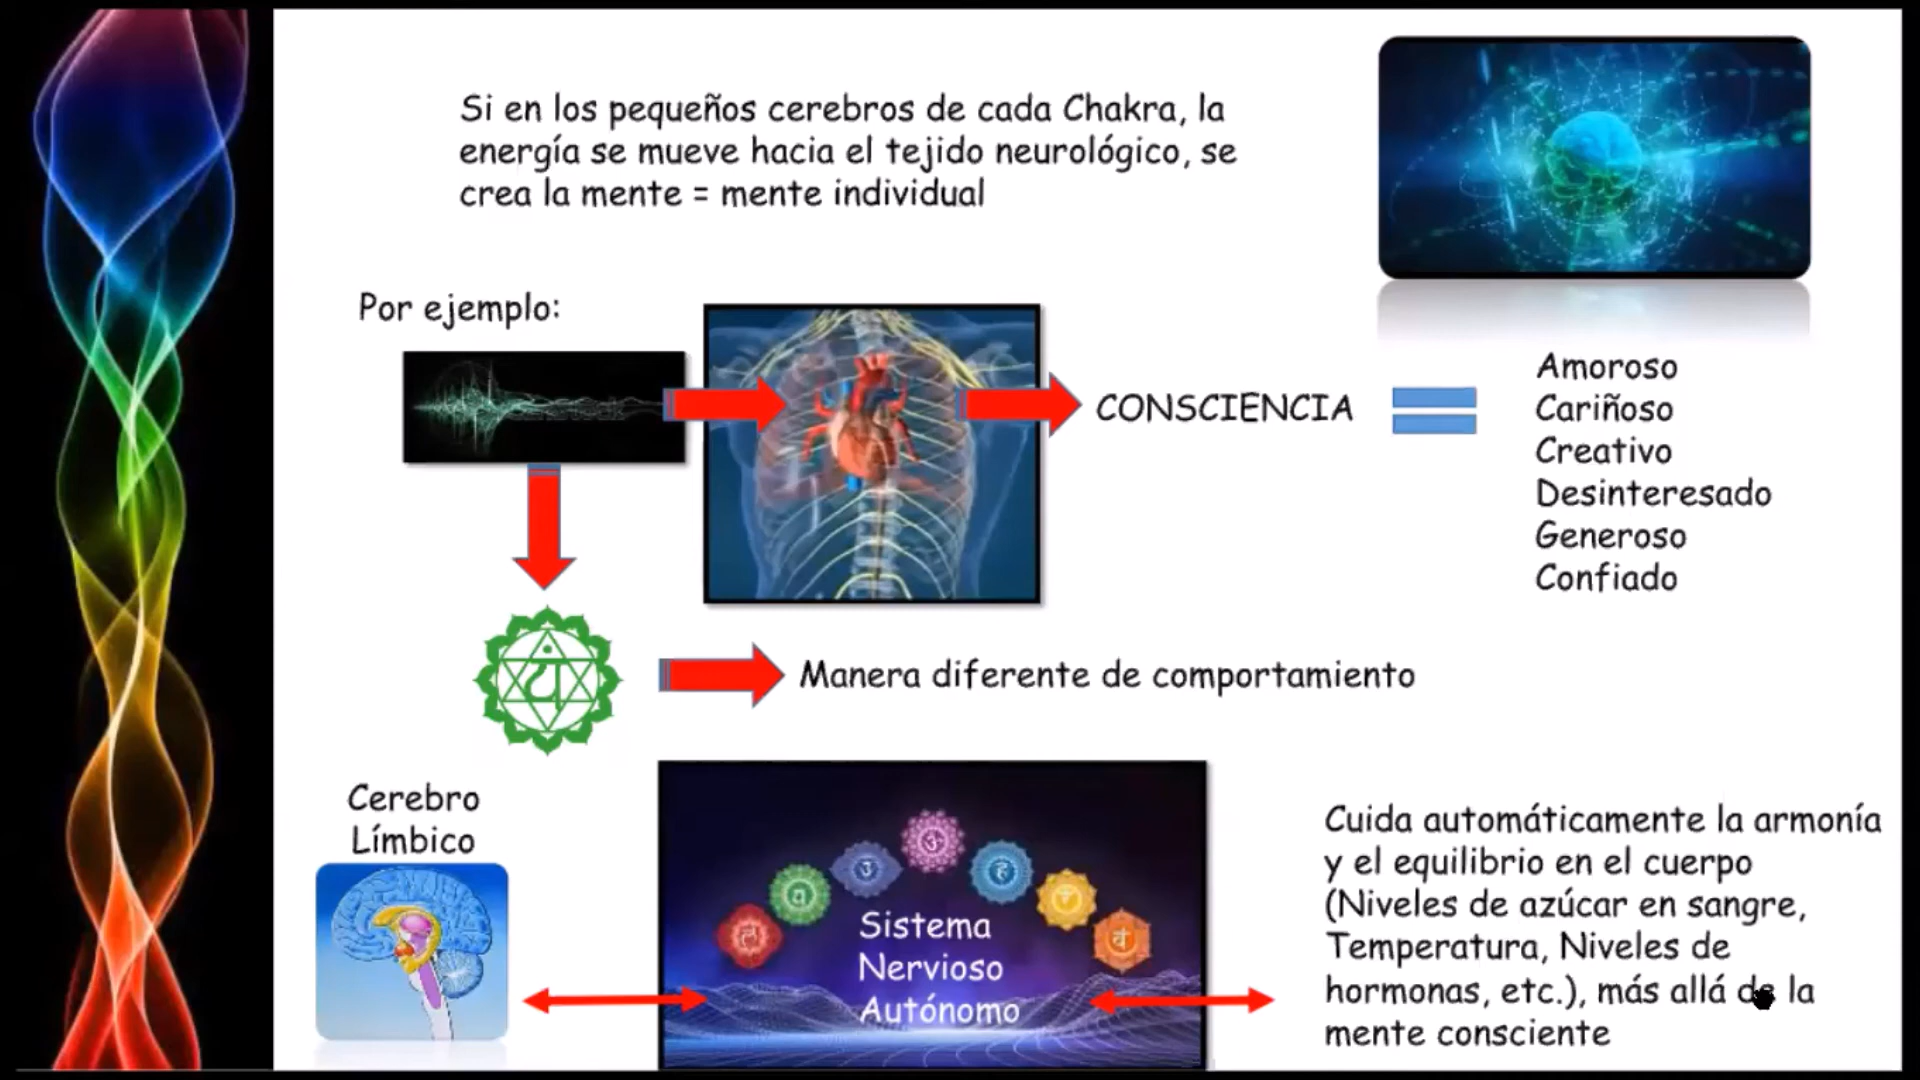 Si en los pequeños cerebros de cada Chakra, la
energía se mueve hacia el tejido neurológico, se
crea la mente = mente individual
Por ejemplo:
CONSCIENCIA
Amoroso
Cariñoso
Creativo
Desinteresado
Generoso
Confiado
Manera diferente de comportamiento
Cerebro
Límbico
Sistema
Nervioso
Autónomo
Cuida automáticamente la armonía
y el equilibrio en el cuerpo
(Niveles de azúcar en sangre,
Temperatura, Niveles de
hormonas, etc.), más allá de la
mente consciente